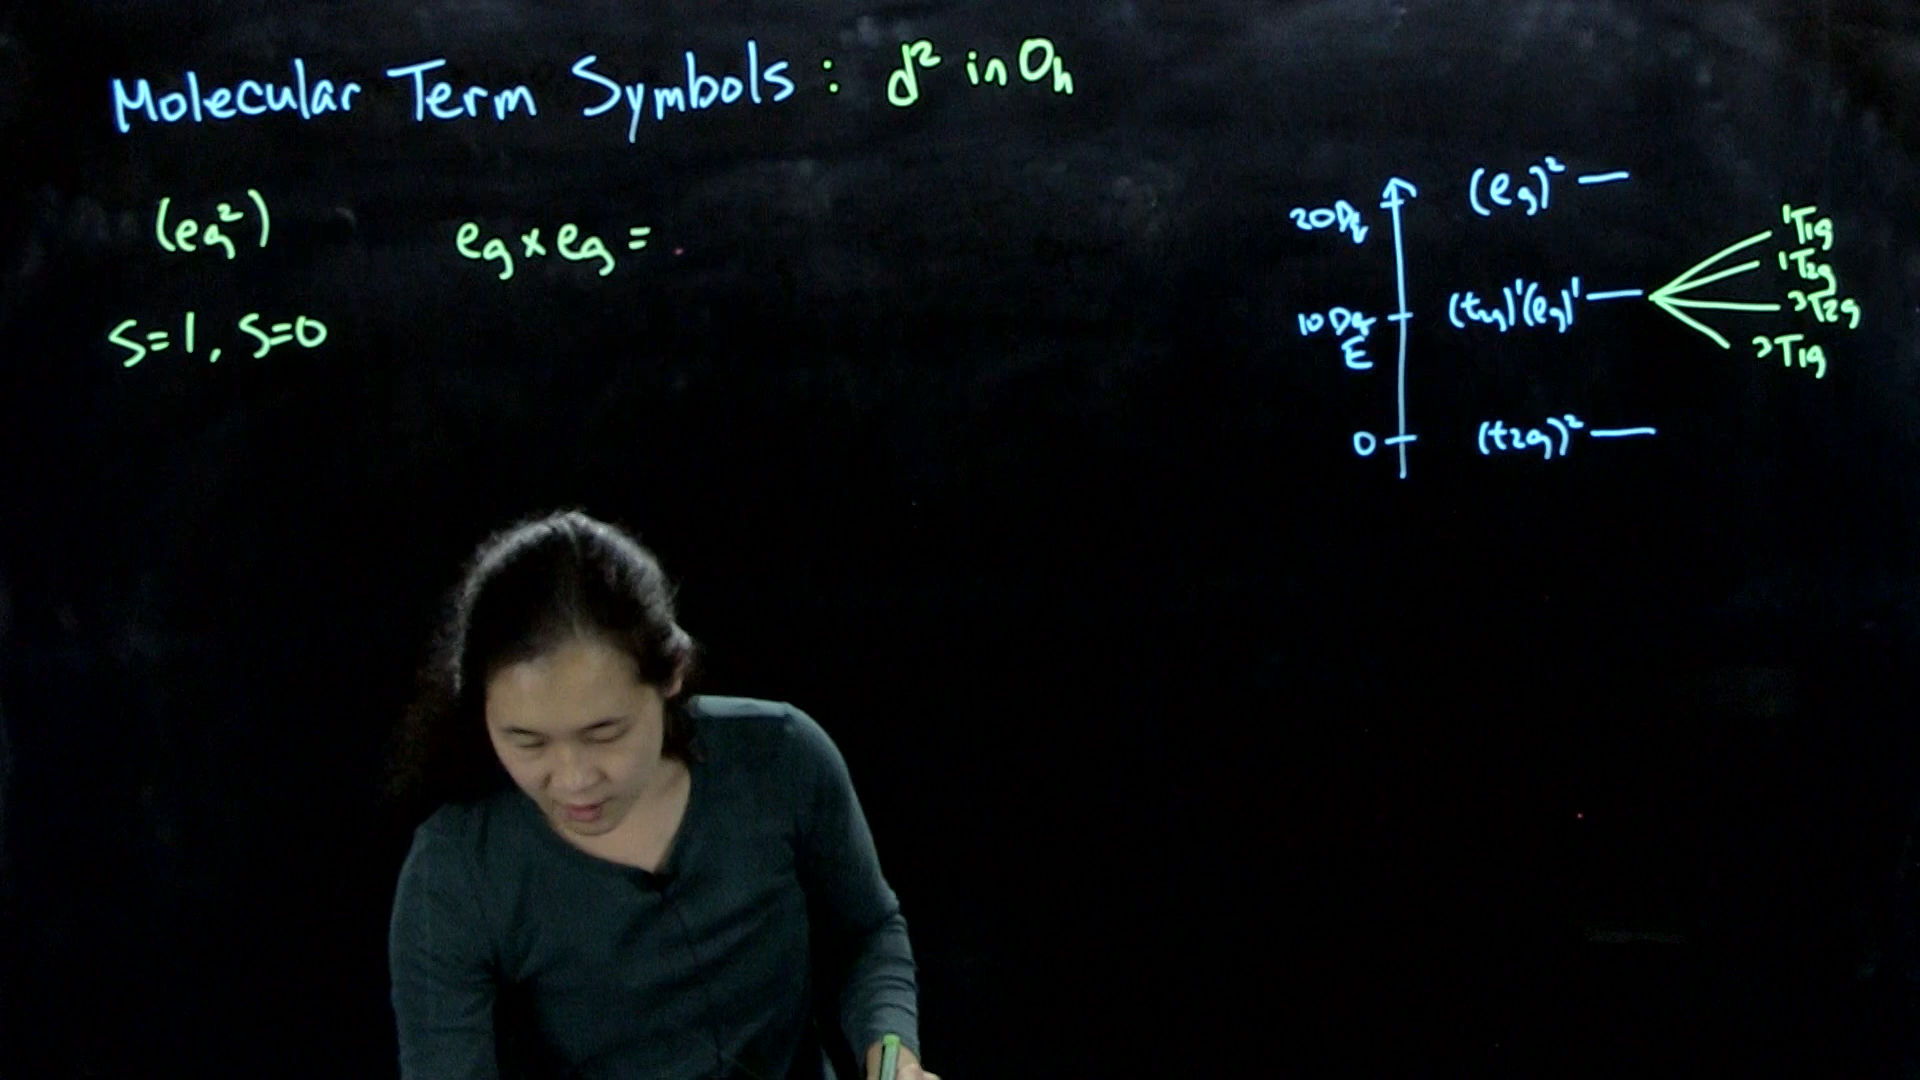 Molecular Term Symbols : d² in Oh
(eg²)
eg x eg =
S=1, S=0
20Dq
(eg)²
10Dq
E
(t2g)¹(eg)¹
0
(t2g)²
¹T1g
¹T2g
³T2g
³T1g